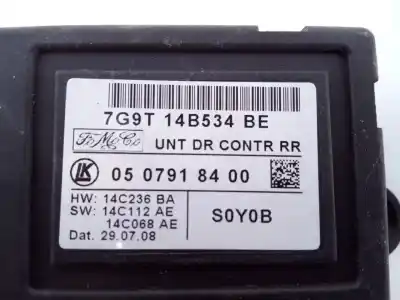 7G9T 14B534 BE
FoMoCo UNT DR CONTR RR
LK 05 0791 84 00
HW: 14C236 BA
SW: 14C112 AE
14C068 AE
S0Y0B
Dat. 29.07.08